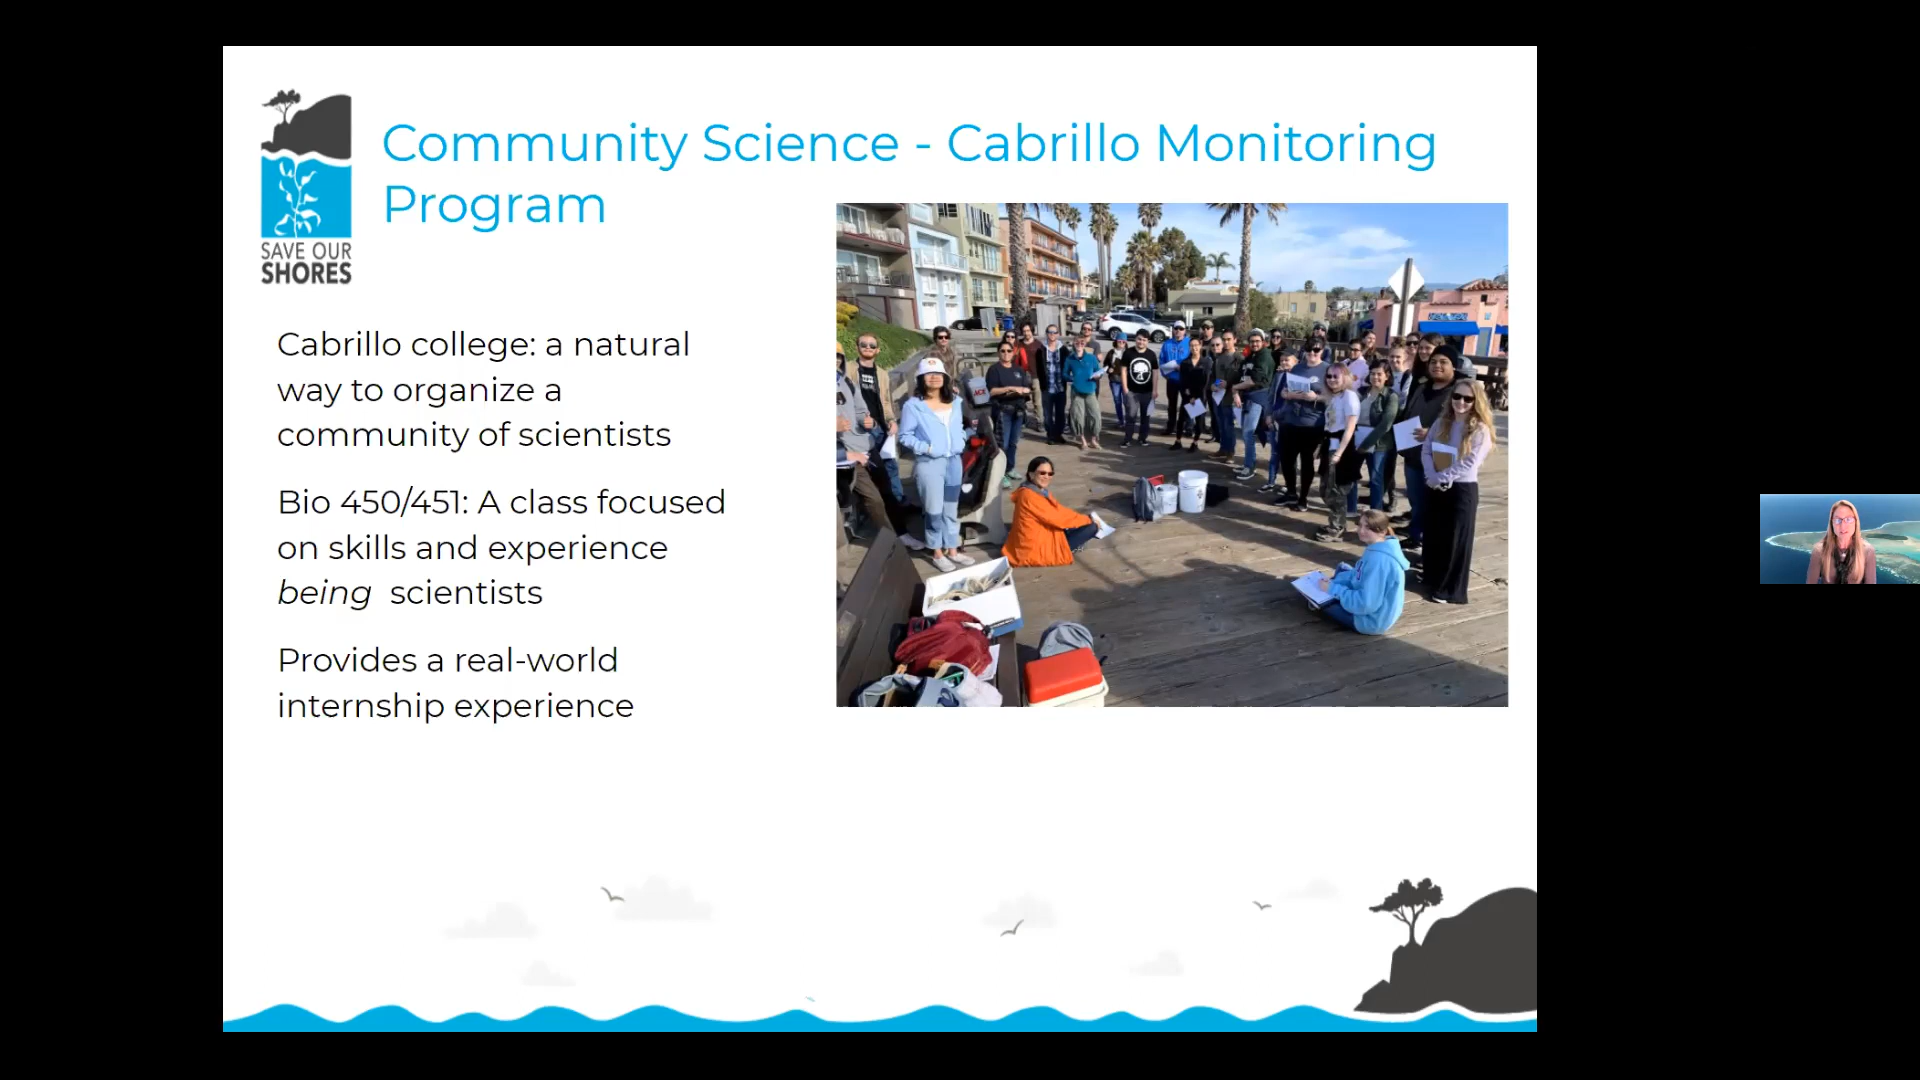 Community Science - Cabrillo Monitoring
Program
SAVE OUR
SHORES
Cabrillo college: a natural
way to organize a
community of scientists
Bio 450/451: A class focused
on skills and experience
being scientists
Provides a real-world
internship experience